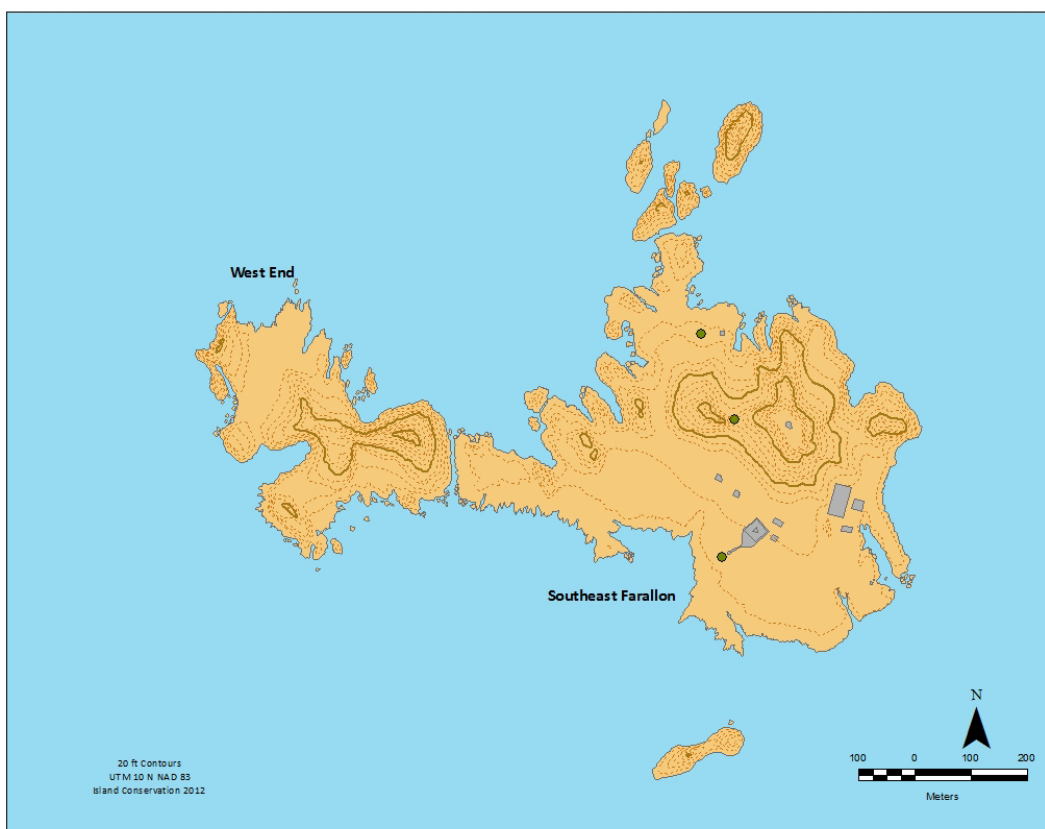 West End
Southeast Farallon
N
100 0 100 200
Meters
20 ft Contours
UTM 10 N NAD 83
Island Conservation 2012